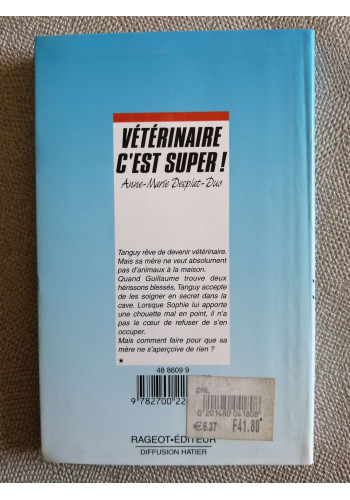 VÉTÉRINAIRE
C'EST SUPER !
Anne-Marie Desplat-Duc
Tanguy rêve de devenir vétérinaire.
Mais sa mère ne veut absolument
pas d'animaux à la maison.
Quand Guillaume trouve deux
hérissons blessés, Tanguy accepte
de les soigner en secret dans la
cave. Lorsque Sophie lui apporte
une chouette mal en point, il n'a
pas le cœur de refuser de s'en
occuper.
Mais comment faire pour que sa
mère ne s'aperçoive de rien ?
★
48 8609 9
9 782700 22
DNL
€6.37 F41.80
RAGEOT•ÉDITEUR
DIFFUSION HATIER